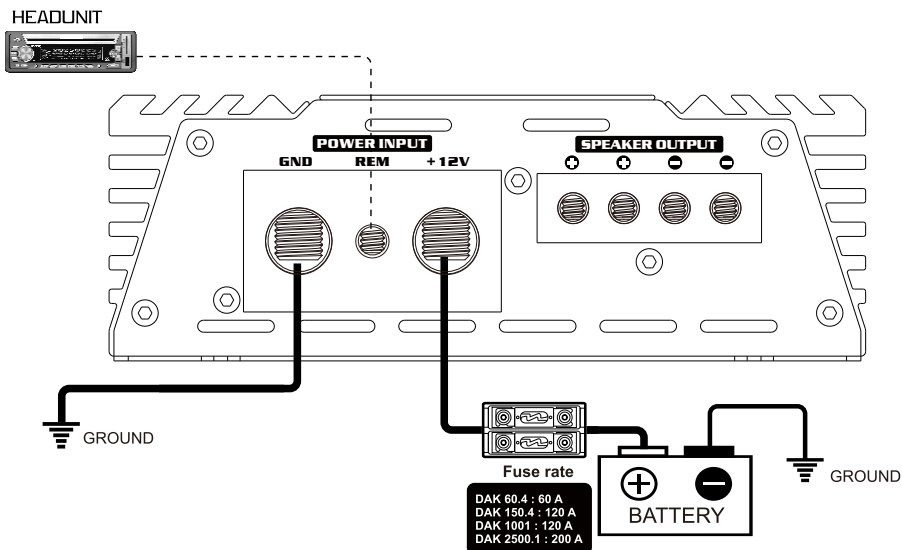 HEADUNIT
POWER INPUT
GND REM +12V
SPEAKER OUTPUT
+ + − −
GROUND
Fuse rate
DAK 60.4 : 60 A
DAK 150.4 : 120 A
DAK 1001 : 120 A
DAK 2500.1 : 200 A
+ −
BATTERY
GROUND